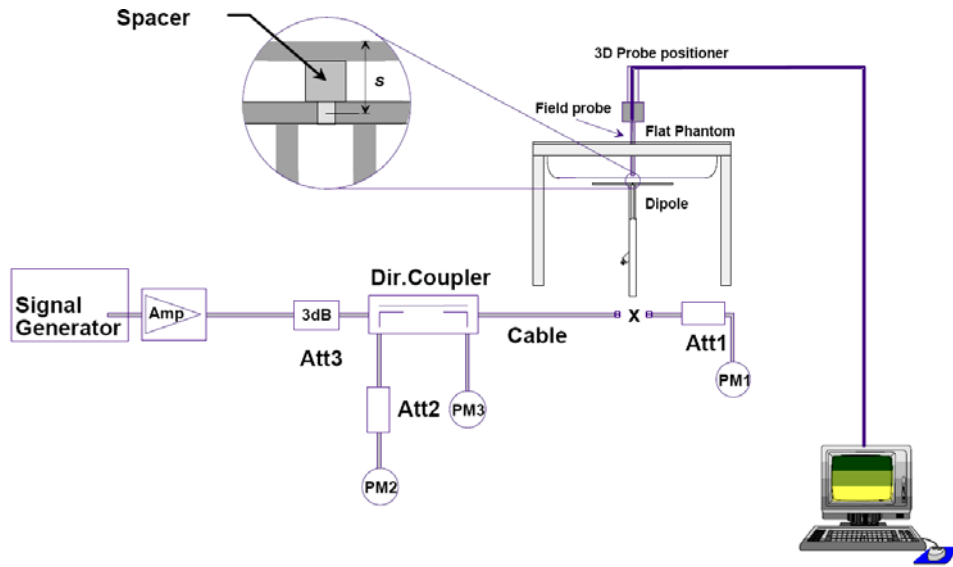 Spacer
s
3D Probe positioner
Field probe
Flat Phantom
Dipole
Signal
Generator
Amp
3dB
Att3
Dir.Coupler
Att2
PM2
PM3
Cable
x
Att1
PM1